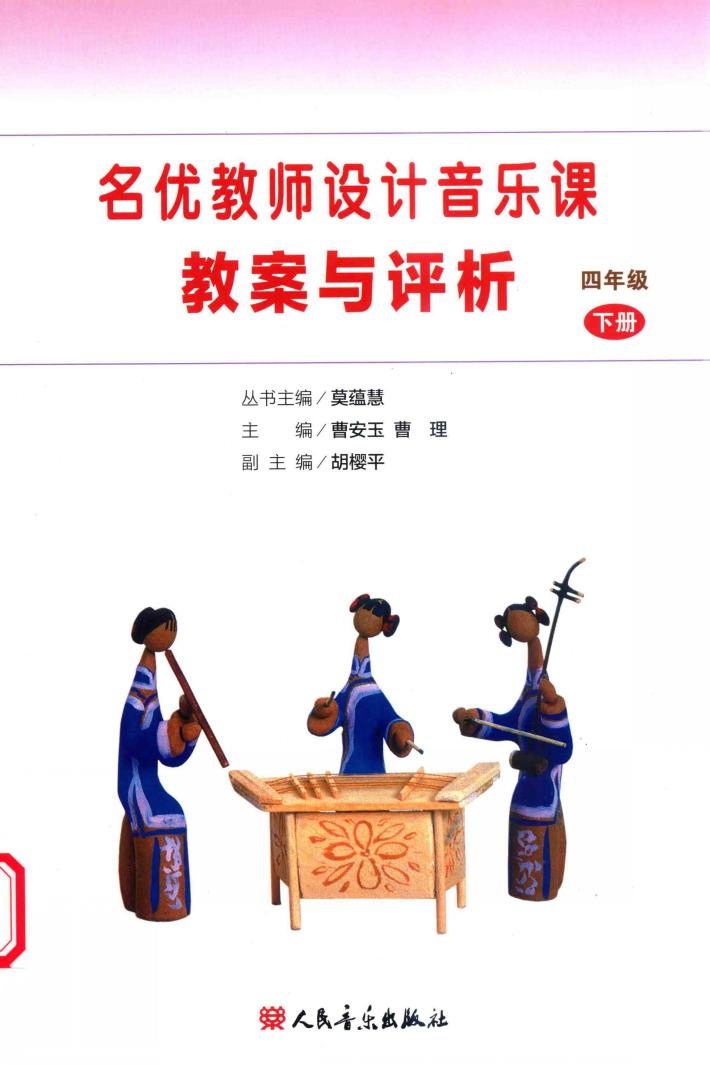 名优教师设计音乐课
教案与评析
四年级
下册
丛书主编/莫蕴慧
主　　编/曹安玉 曹　理
副 主 编/胡樱平
人民音乐出版社